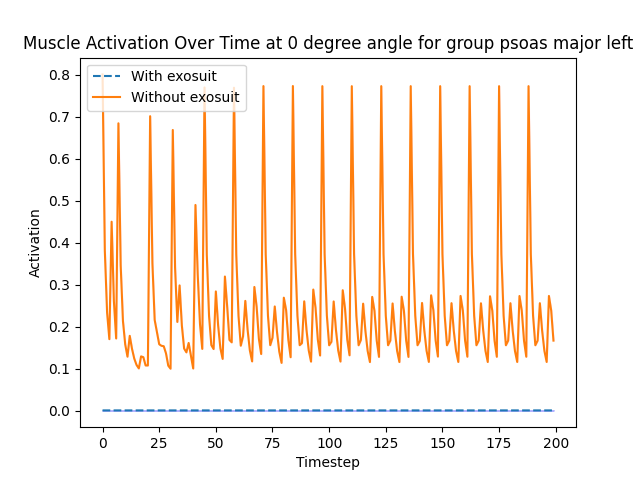 Muscle Activation Over Time at 0 degree angle for group psoas major left
With exosuit
Without exosuit
Activation
0.8
0.7
0.6
0.5
0.4
0.3
0.2
0.1
0.0
0 25 50 75 100 125 150 175 200
Timestep